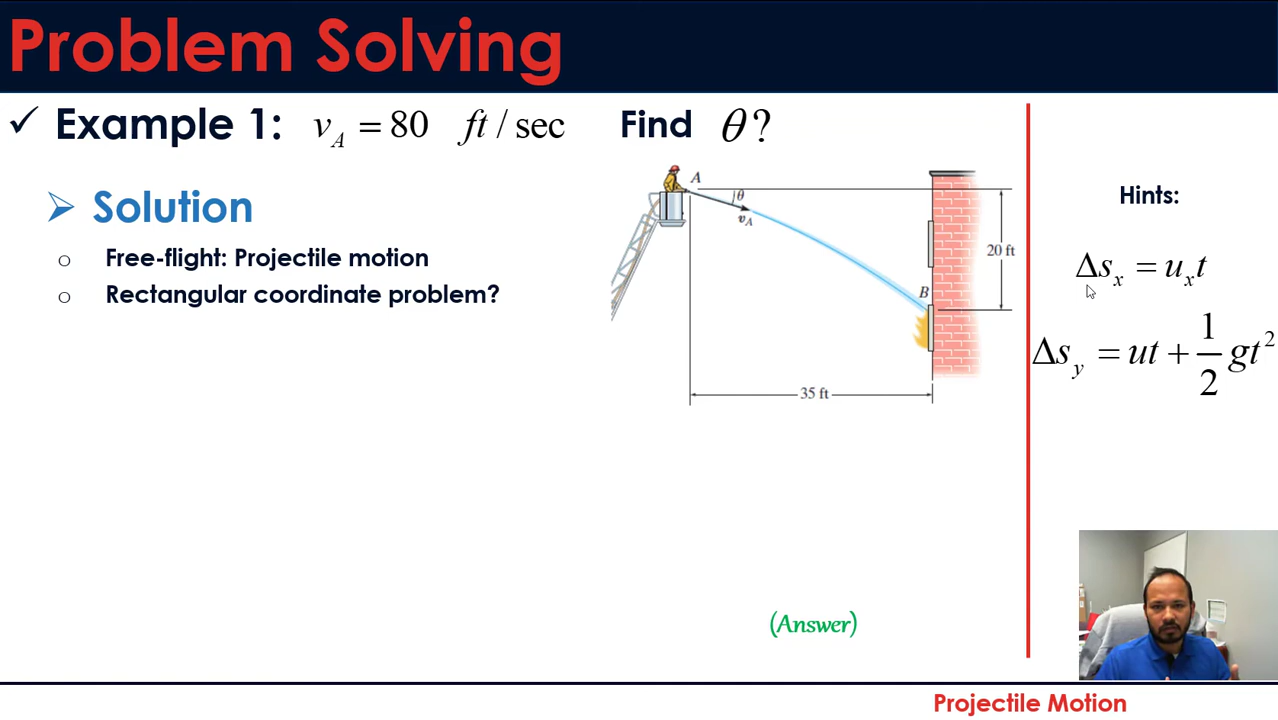 Problem Solving
✓ Example 1: v_A = 80 ft / sec Find θ ?
➢ Solution
○ Free-flight: Projectile motion
○ Rectangular coordinate problem?
A
θ
v_A
20 ft
B
35 ft
(Answer)
Hints:
Δs_x = u_x t
Δs_y = ut + 1/2 gt²
Projectile Motion